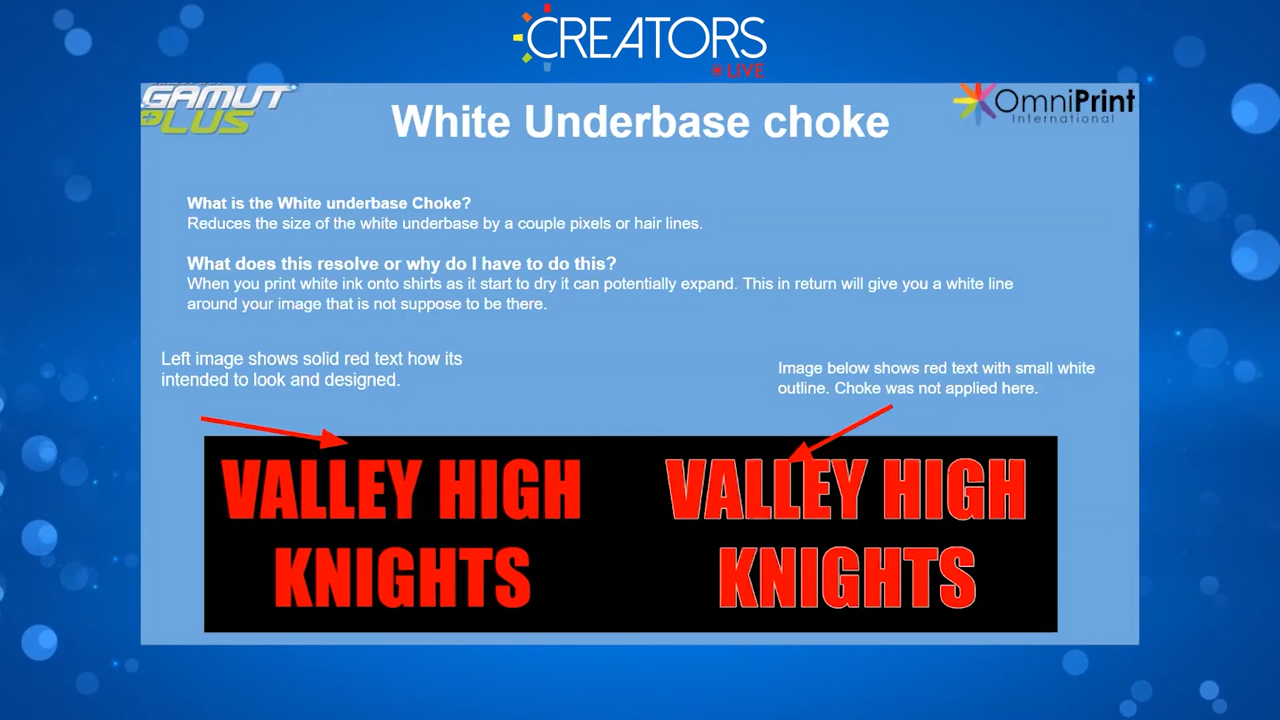 CREATORS
LIVE
GAMUT
PLUS
OmniPrint
International
White Underbase choke
What is the White underbase Choke?
Reduces the size of the white underbase by a couple pixels or hair lines.
What does this resolve or why do I have to do this?
When you print white ink onto shirts as it start to dry it can potentially expand. This in return will give you a white line
around your image that is not suppose to be there.
Left image shows solid red text how its
intended to look and designed.
Image below shows red text with small white
outline. Choke was not applied here.
VALLEY HIGH
KNIGHTS
VALLEY HIGH
KNIGHTS